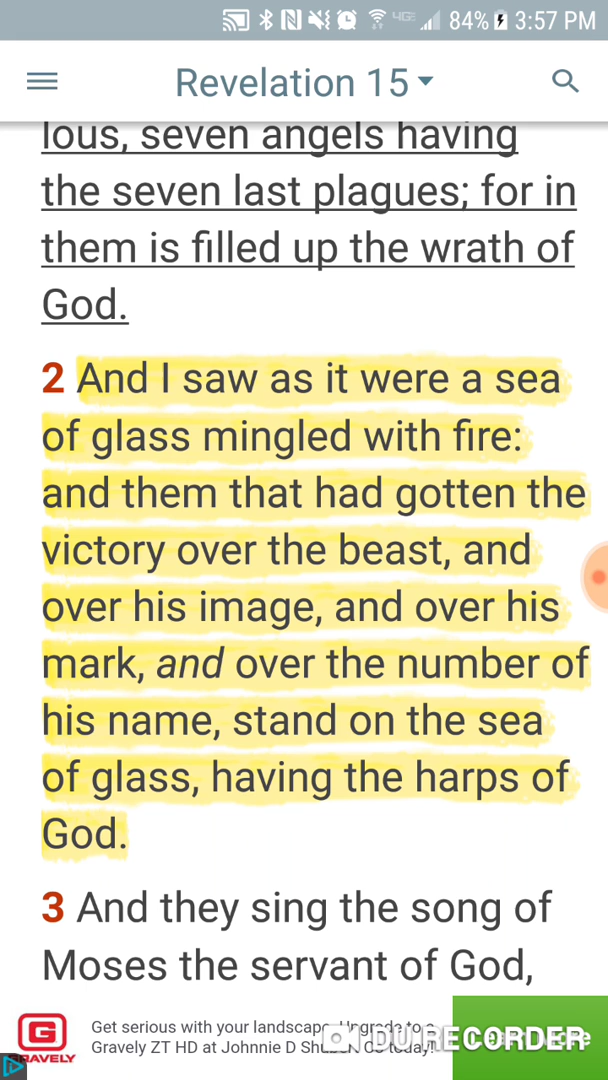 4G 84% 3:57 PM
Revelation 15
lous, seven angels having
the seven last plagues; for in
them is filled up the wrath of
God.
2 And I saw as it were a sea
of glass mingled with fire:
and them that had gotten the
victory over the beast, and
over his image, and over his
mark, and over the number of
his name, stand on the sea
of glass, having the harps of
God.
3 And they sing the song of
Moses the servant of God,
Get serious with your landscape. Upgrade to a
Gravely ZT HD at Johnnie D today!
GRAVELY
DU RECORDER